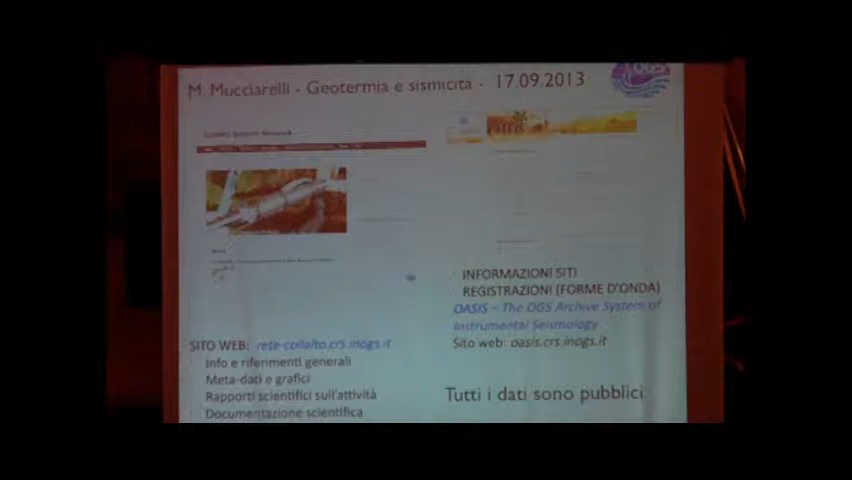 M. Mucciarelli - Geotermia e sismicità - 17.09.2013
OGS
INFORMAZIONI SITI
REGISTRAZIONI (FORME D'ONDA)
OASIS – The OGS Archive System of
Instrumental Seismology
Sito web: oasis.crs.inogs.it
SITO WEB: rete-collalto.crs.inogs.it
Info e riferimenti generali
Meta-dati e grafici
Rapporti scientifici sull'attività
Documentazione scientifica
Tutti i dati sono pubblici